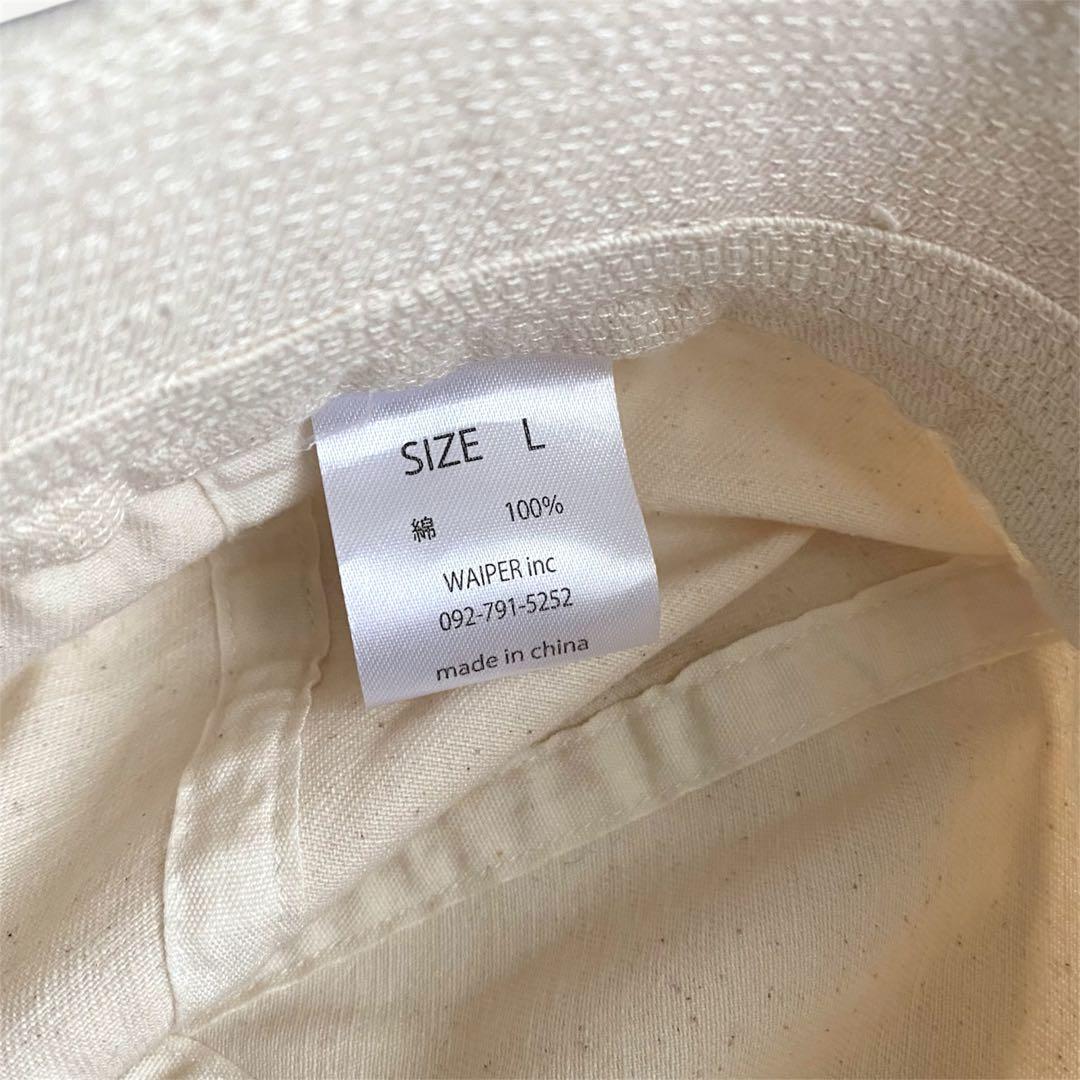 SIZE L
綿 100%
WAIPER inc
092-791-5252
made in china